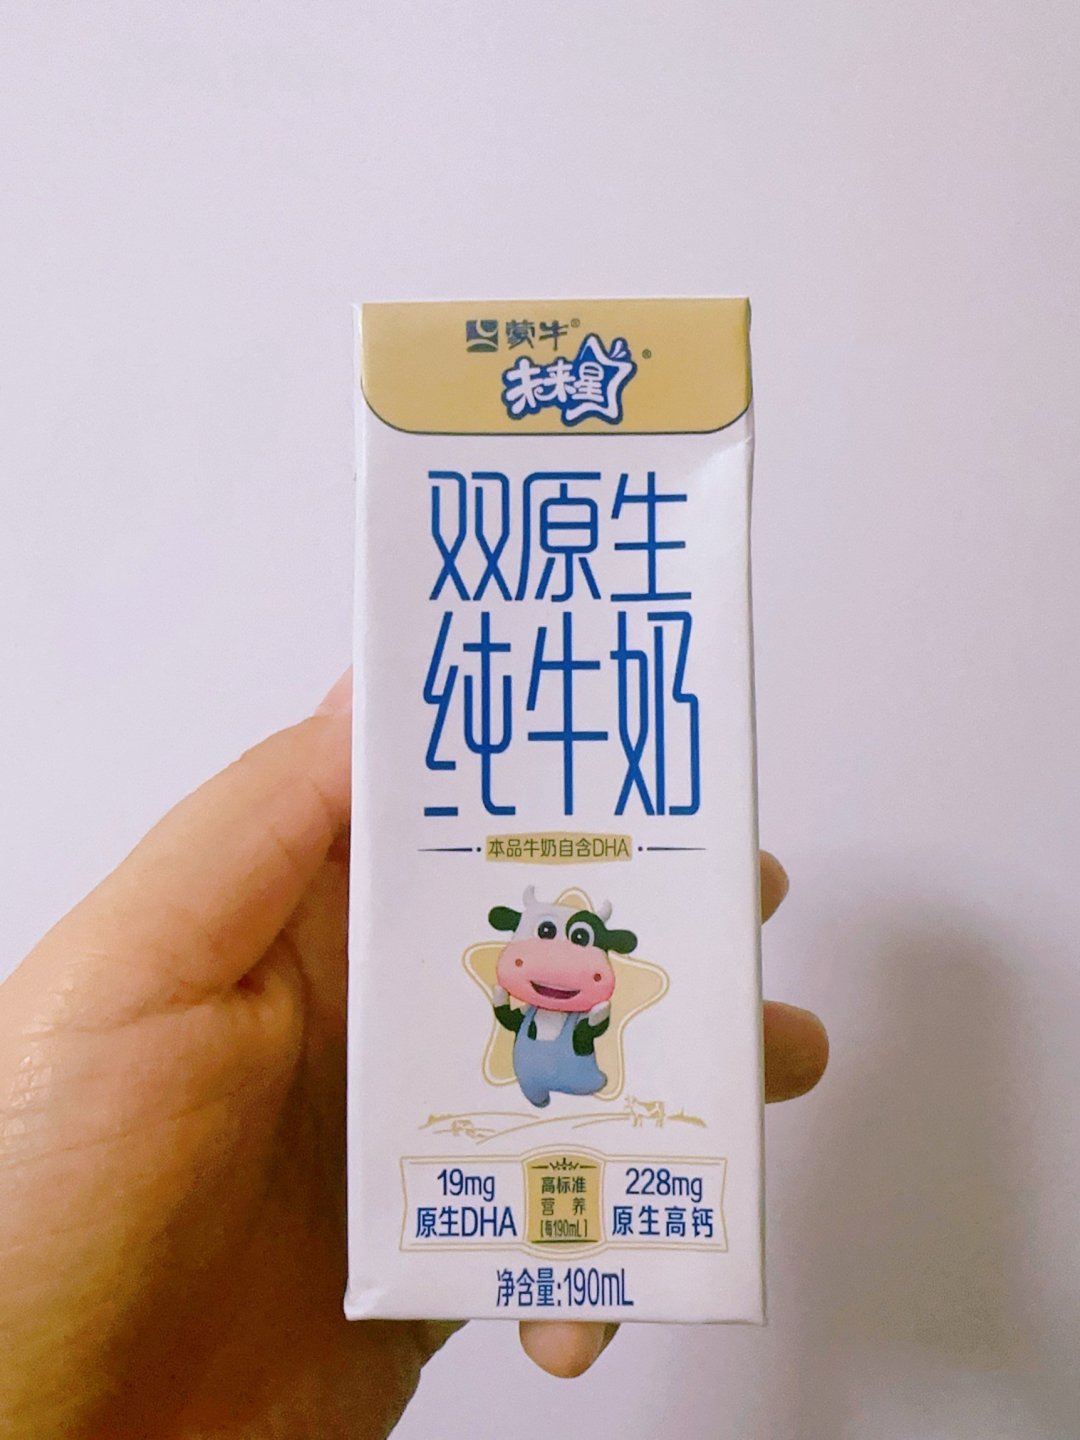 蒙牛®
未来星®
双原生
纯牛奶
本品牛奶自含DHA
19mg
原生DHA
高标准
营养
[每190mL]
228mg
原生高钙
净含量:190mL